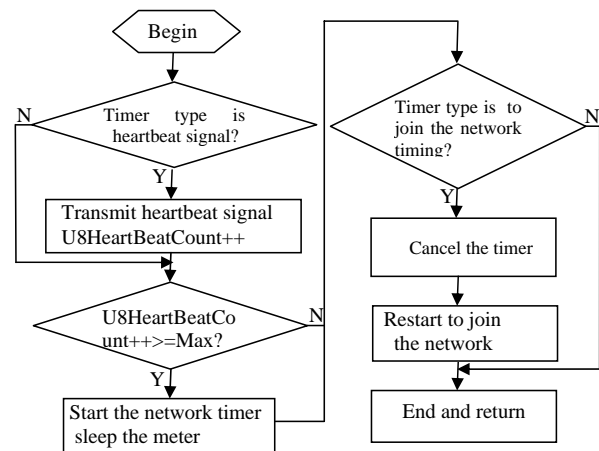 Begin
N
Timer type is
heartbeat signal?
Y
Transmit heartbeat signal
U8HeartBeatCount++
U8HeartBeatCo
unt++>=Max?
N
Y
Start the network timer
sleep the meter
Timer type is to
join the network
timing?
N
Y
Cancel the timer
Restart to join
the network
End and return